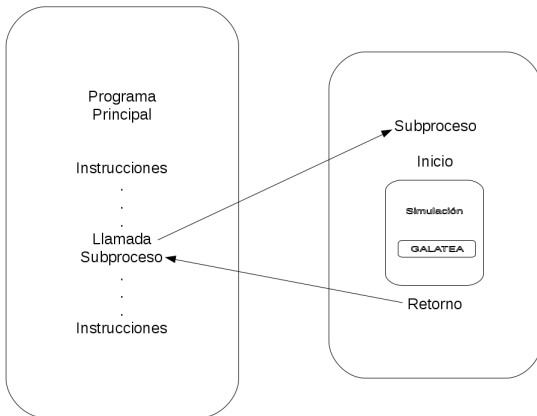 Programa
Principal
Instrucciones
.
.
.
Llamada
Subproceso
.
.
.
Instrucciones
Subproceso
Inicio
Simulación
GALATEA
Retorno